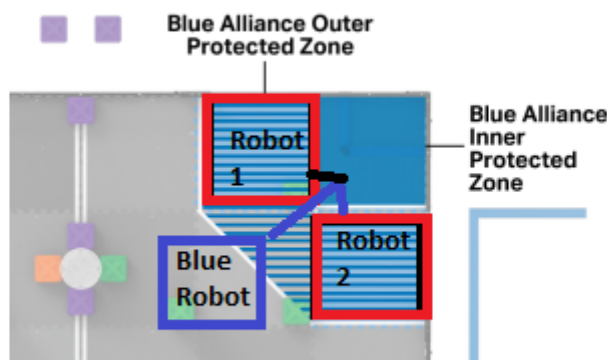 Blue Alliance Outer
Protected Zone
Blue Alliance
Inner
Protected
Zone
Robot
1
Robot
2
Blue
Robot